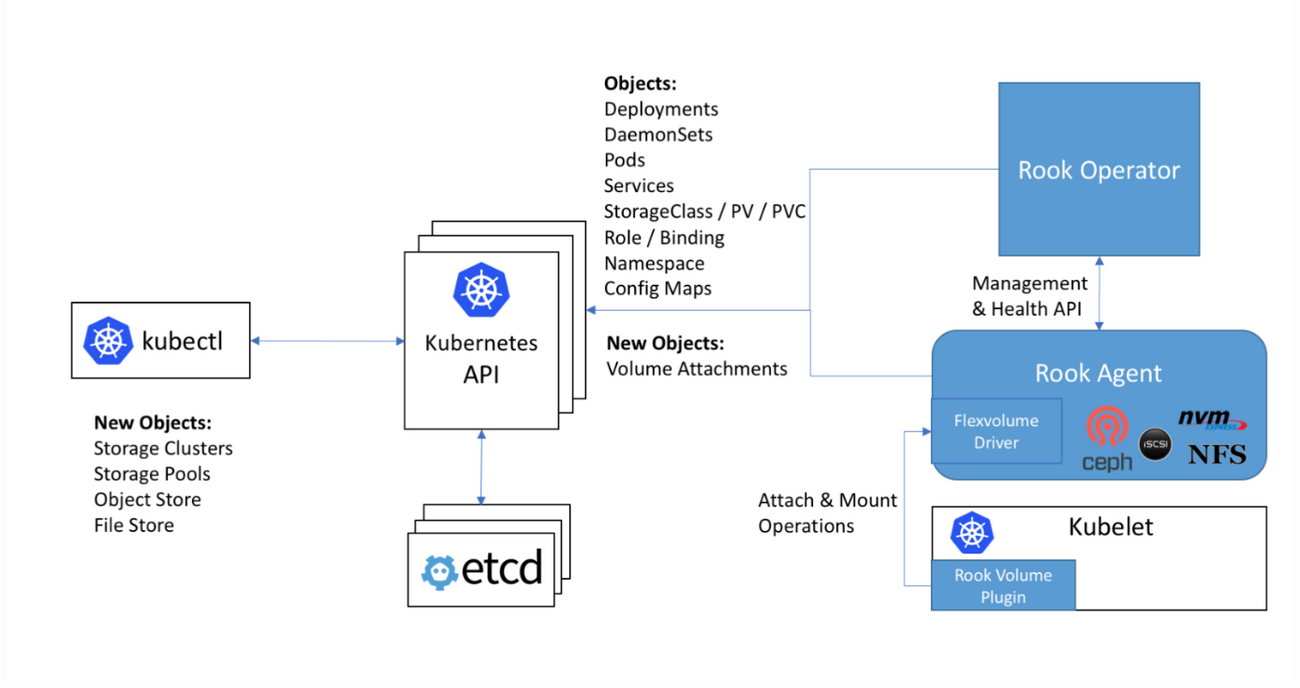 Objects:
Deployments
DaemonSets
Pods
Services
StorageClass / PV / PVC
Role / Binding
Namespace
Config Maps
New Objects:
Volume Attachments
Rook Operator
Management
& Health API
kubectl
Kubernetes
API
New Objects:
Storage Clusters
Storage Pools
Object Store
File Store
etcd
Rook Agent
Flexvolume
Driver
ceph
iSCSI
nvm
EXPRESS
NFS
Attach & Mount
Operations
Kubelet
Rook Volume
Plugin